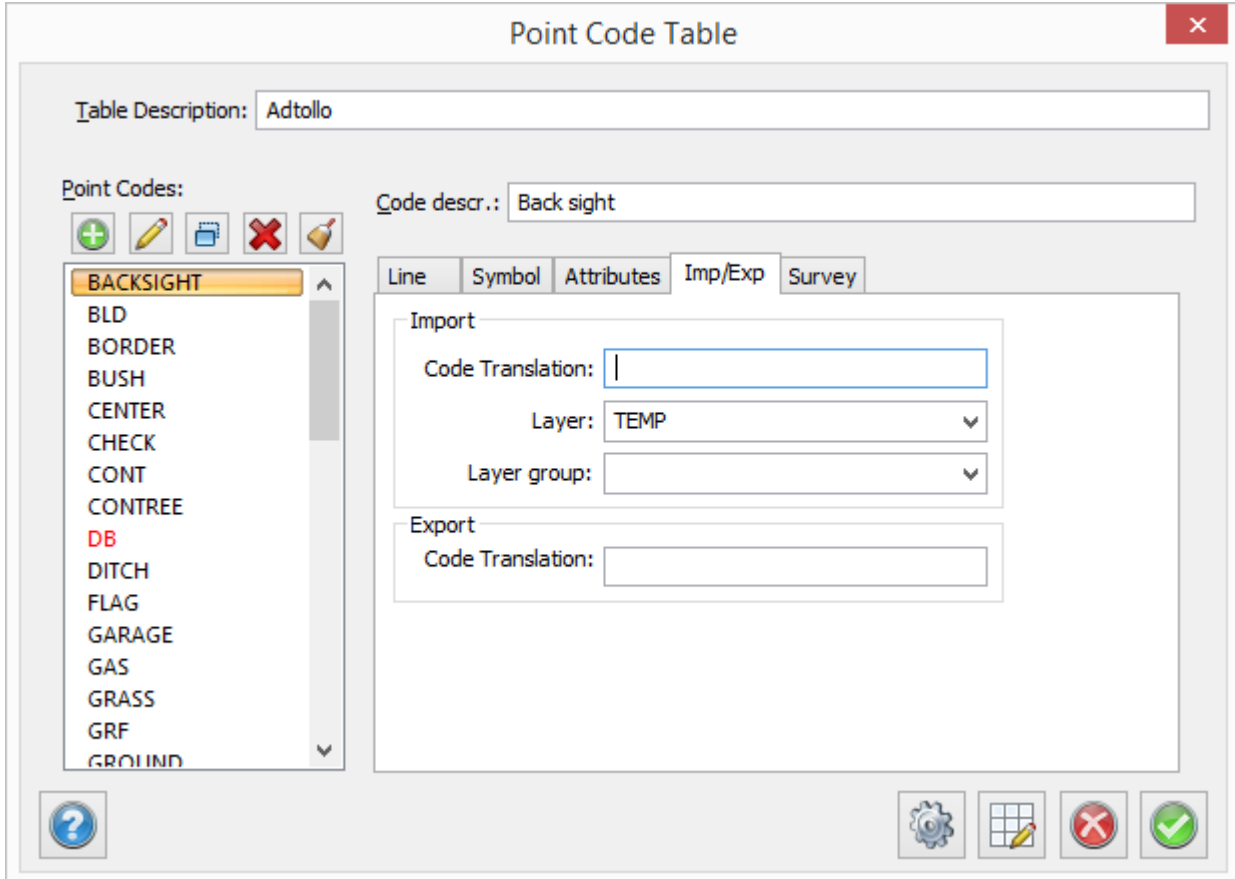 Point Code Table
Table Description: Adtollo
Point Codes:
Code descr.: Back sight
BACKSIGHT
BLD
BORDER
BUSH
CENTER
CHECK
CONT
CONTREE
DB
DITCH
FLAG
GARAGE
GAS
GRASS
GRF
GROUND
Line Symbol Attributes Imp/Exp Survey
Import
Code Translation:
Layer: TEMP
Layer group:
Export
Code Translation: